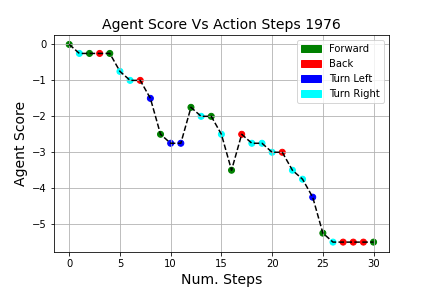 Agent Score Vs Action Steps 1976
Forward
Back
Turn Left
Turn Right
Agent Score
0
−1
−2
−3
−4
−5
0 5 10 15 20 25 30
Num. Steps